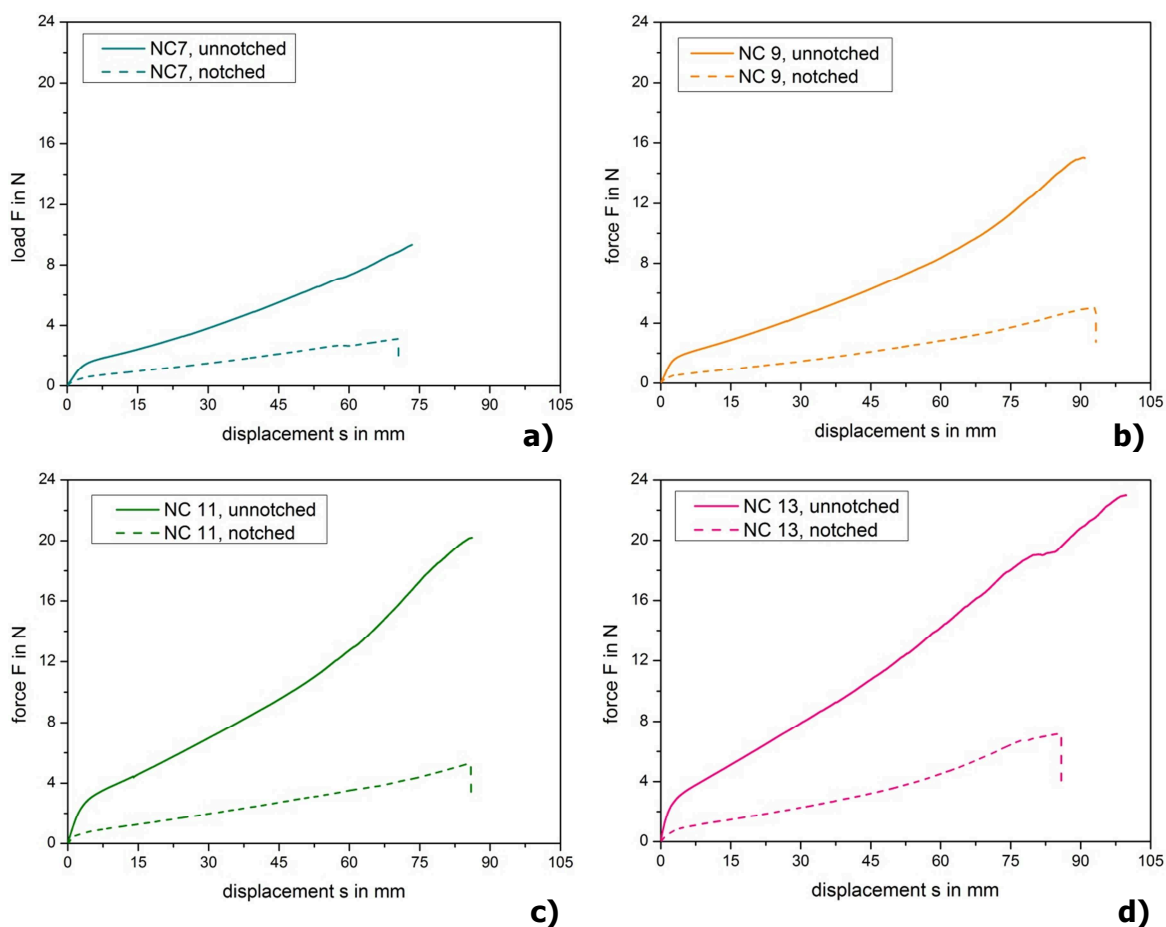 24
20
16
12
8
4
0
load F in N
NC7, unnotched
NC7, notched
0 15 30 45 60 75 90 105
displacement s in mm
a)
24
20
16
12
8
4
0
force F in N
NC 9, unnotched
NC 9, notched
0 15 30 45 60 75 90 105
displacement s in mm
b)
24
20
16
12
8
4
0
force F in N
NC 11, unnotched
NC 11, notched
0 15 30 45 60 75 90 105
displacement s in mm
c)
24
20
16
12
8
4
0
force F in N
NC 13, unnotched
NC 13, notched
0 15 30 45 60 75 90 105
displacement s in mm
d)